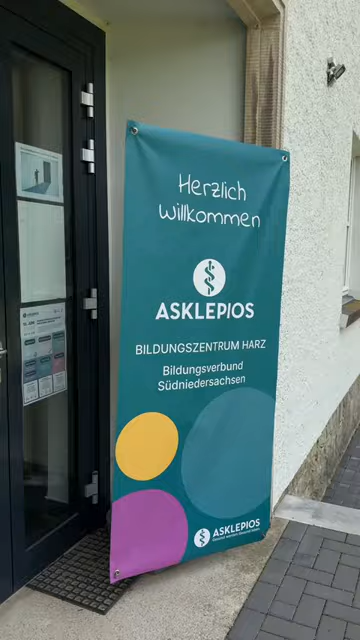 Herzlich
willkommen
ASKLEPIOS
BILDUNGSZENTRUM HARZ
Bildungsverbund
Südniedersachsen
ASKLEPIOS